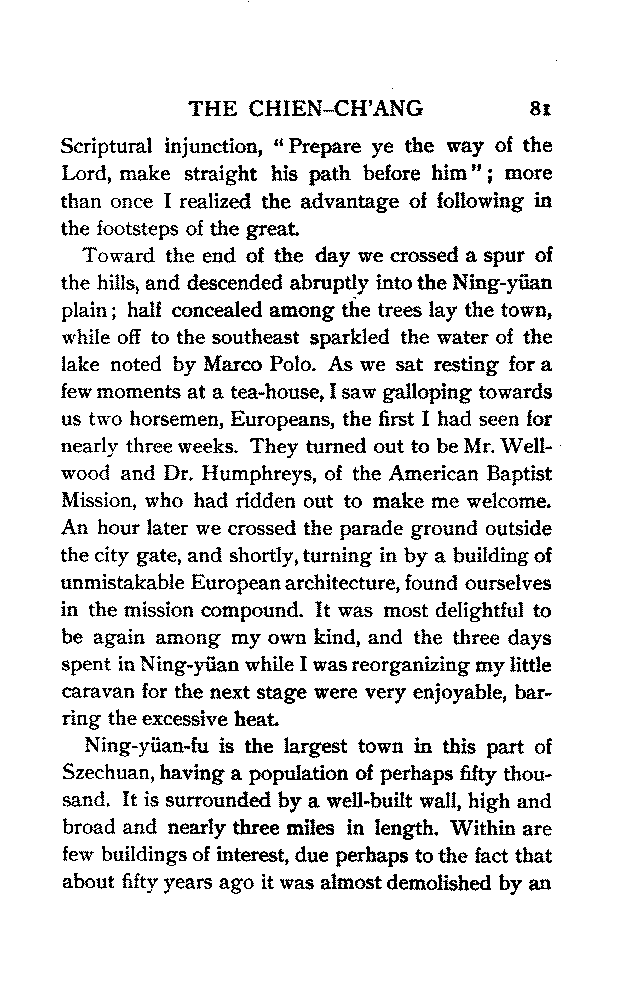 THE CHIEN–CH'ANG 81
Scriptural injunction, "Prepare ye the way of the
Lord, make straight his path before him"; more
than once I realized the advantage of following in
the footsteps of the great.
Toward the end of the day we crossed a spur of
the hills, and descended abruptly into the Ning-yüan
plain; half concealed among the trees lay the town,
while off to the southeast sparkled the water of the
lake noted by Marco Polo. As we sat resting for a
few moments at a tea-house, I saw galloping towards
us two horsemen, Europeans, the first I had seen for
nearly three weeks. They turned out to be Mr. Well-
wood and Dr. Humphreys, of the American Baptist
Mission, who had ridden out to make me welcome.
An hour later we crossed the parade ground outside
the city gate, and shortly, turning in by a building of
unmistakable European architecture, found ourselves
in the mission compound. It was most delightful to
be again among my own kind, and the three days
spent in Ning-yüan while I was reorganizing my little
caravan for the next stage were very enjoyable, bar-
ring the excessive heat.
Ning-yüan-fu is the largest town in this part of
Szechuan, having a population of perhaps fifty thou-
sand. It is surrounded by a well-built wall, high and
broad and nearly three miles in length. Within are
few buildings of interest, due perhaps to the fact that
about fifty years ago it was almost demolished by an